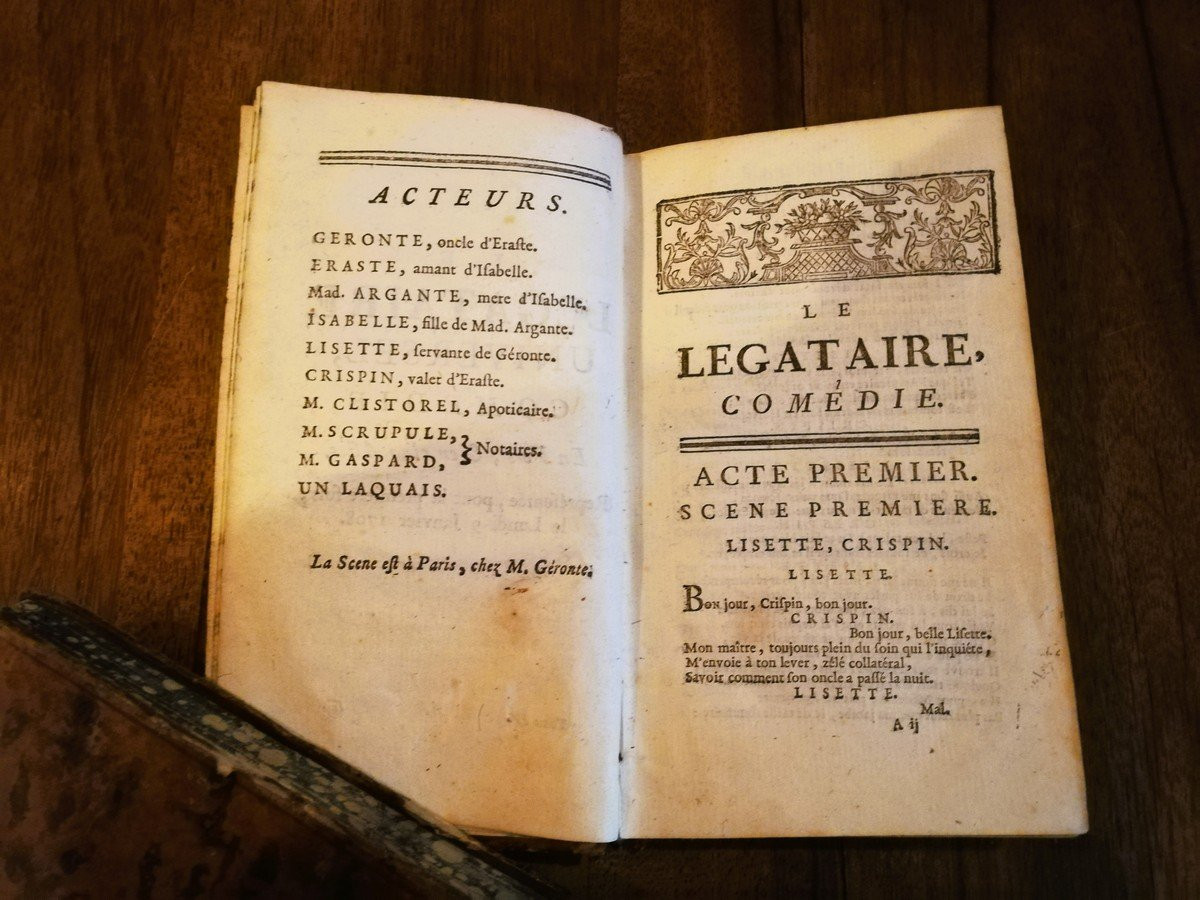 ACTEURS.
GERONTE, oncle d'Eraſte.
ERASTE, amant d'Iſabelle.
Mad. ARGANTE, mere d'Iſabelle.
ISABELLE, fille de Mad. Argante.
LISETTE, ſervante de Géronte.
CRISPIN, valet d'Eraſte.
M. CLISTOREL, Apoticaire.
M. SCRUPULE,
M. GASPARD, } Notaires.
UN LAQUAIS.
La Scene eſt à Paris, chez M. Géronte.
LE
LEGATAIRE,
COMÉDIE.
ACTE PREMIER.
SCENE PREMIERE.
LISETTE, CRISPIN.
LISETTE.
BON jour, Criſpin, bon jour.
CRISPIN.
Bon jour, belle Liſette.
Mon maître, toujours plein du ſoin qui l'inquiéte,
M'envoie à ton lever, zélé collatéral,
Savoir comment ſon oncle a paſſé la nuit.
LISETTE.
Mal.
A ij